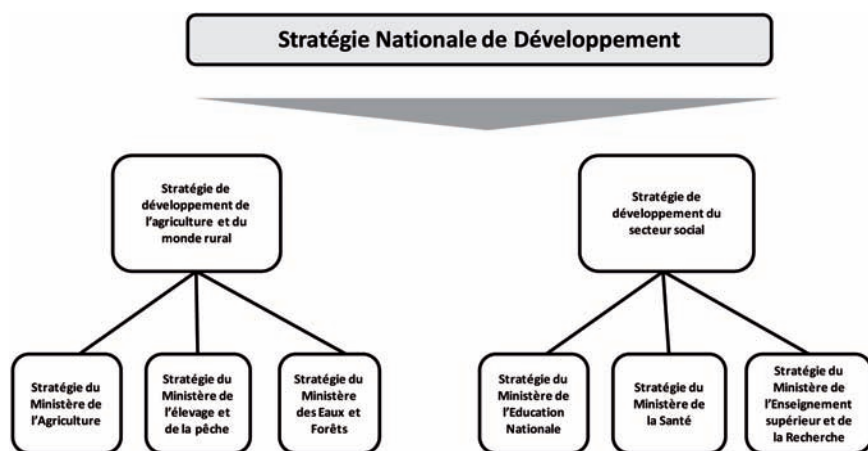 Stratégie Nationale de Développement
Stratégie de
développement de
l'agriculture et du
monde rural
Stratégie de
développement du
secteur social
Stratégie du
Ministère de
l'Agriculture
Stratégie du
Ministère de
l'élevage et
de la pêche
Stratégie du
Ministère
des Eaux et
Forêts
Stratégie du
Ministère de
l'Education
Nationale
Stratégie du
Ministère de
la Santé
Stratégie du
Ministère de
l'Enseignement
supérieur et de
la Recherche